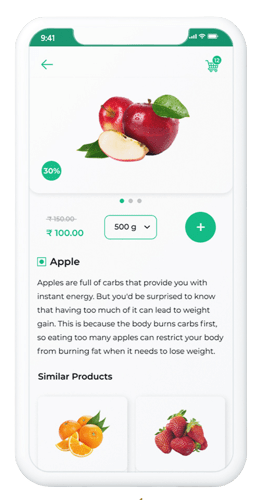 9:41
12
30%
₹ 150.00
₹ 100.00
500 g
+
Apple
Apples are full of carbs that provide you with
instant energy. But you'd be surprised to know
that having too much of it can lead to weight
gain. This is because the body burns carbs first,
so eating too many apples can restrict your body
from burning fat when it needs to lose weight.
Similar Products